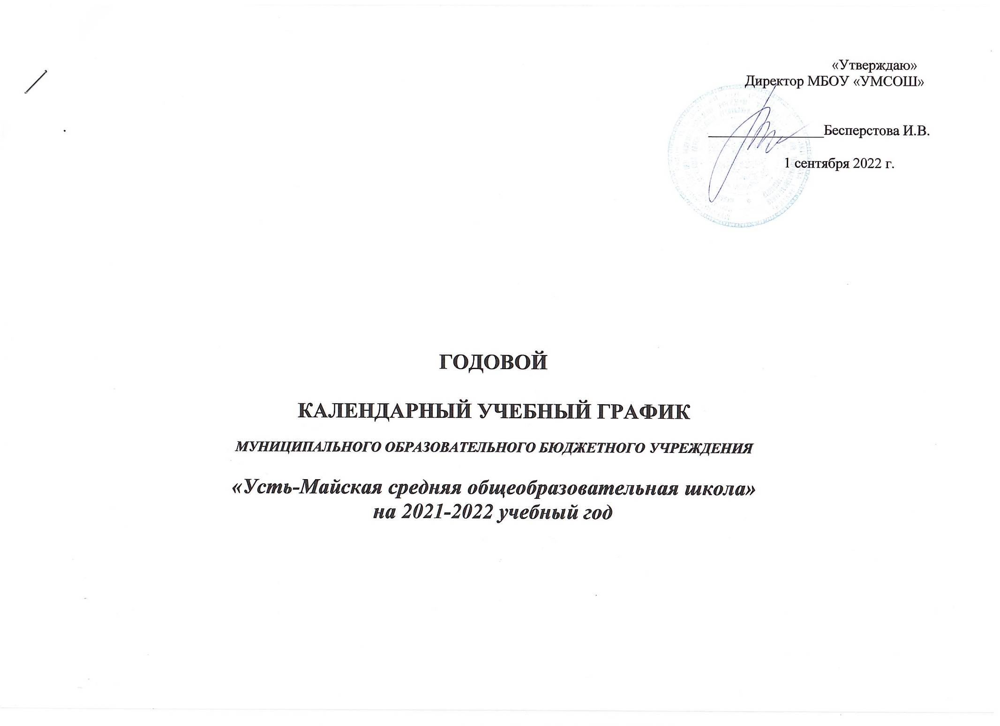 «Утверждаю»
Директор МБОУ «УМСОШ»
Бесперстова И.В.
1 сентября 2022 г.
ГОДОВОЙ
КАЛЕНДАРНЫЙ УЧЕБНЫЙ ГРАФИК
МУНИЦИПАЛЬНОГО ОБРАЗОВАТЕЛЬНОГО БЮДЖЕТНОГО УЧРЕЖДЕНИЯ
«Усть-Майская средняя общеобразовательная школа»
на 2021-2022 учебный год